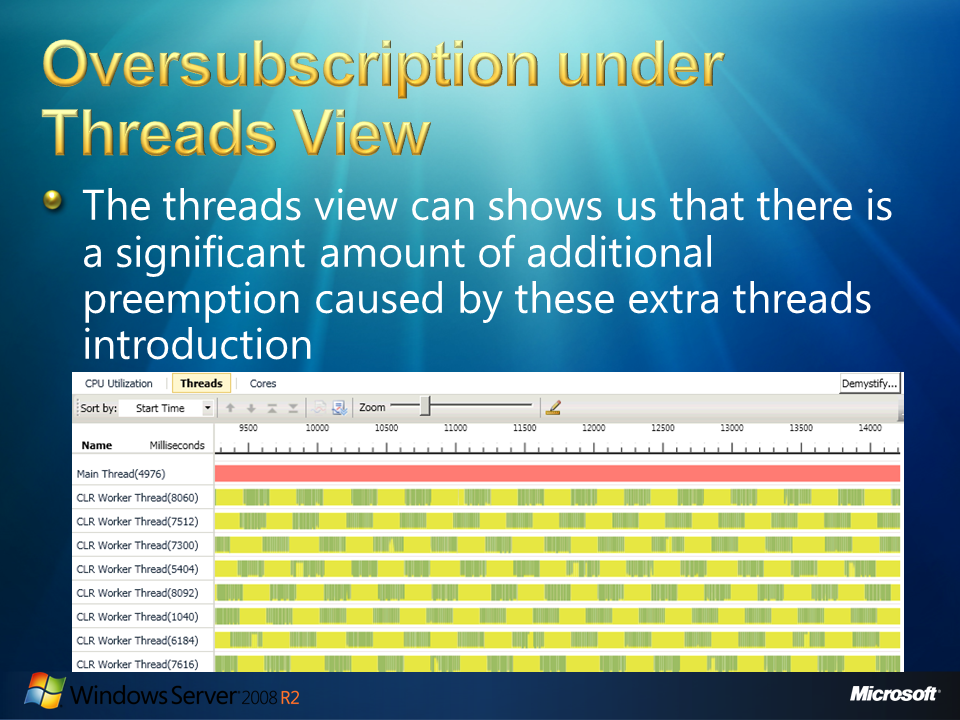 Oversubscription under
Threads View
The threads view can shows us that there is
a significant amount of additional
preemption caused by these extra threads
introduction
CPU Utilization Threads Cores Demystify...
Sort by: Start Time Zoom
9500 10000 10500 11000 11500 12000 12500 13000 13500 14000
Name Milliseconds
Main Thread(4976)
CLR Worker Thread(8060)
CLR Worker Thread(7512)
CLR Worker Thread(7300)
CLR Worker Thread(5404)
CLR Worker Thread(8092)
CLR Worker Thread(1040)
CLR Worker Thread(6184)
CLR Worker Thread(7616)
Windows Server 2008 R2 Microsoft